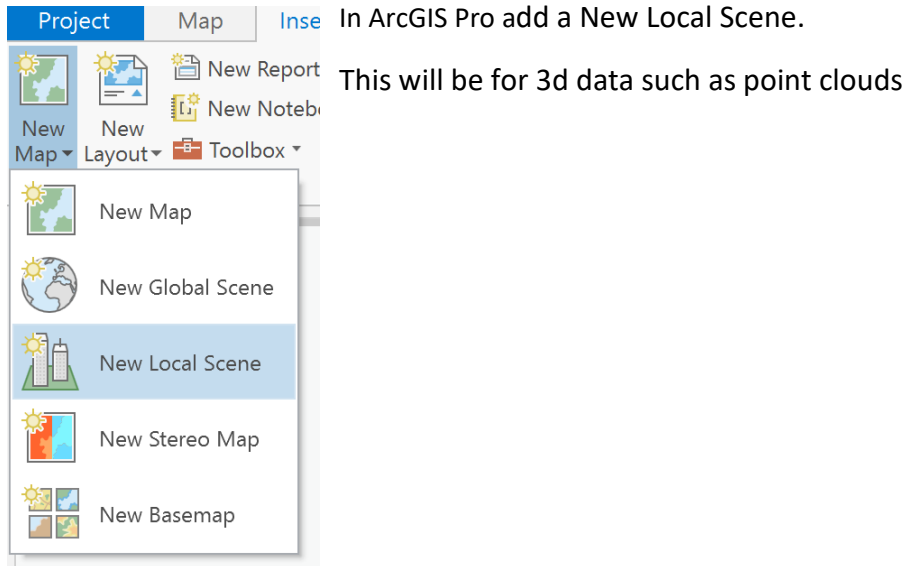 Project Map Inse
In ArcGIS Pro add a New Local Scene.
This will be for 3d data such as point clouds
New Report
New Noteb
New Map
New Layout
Toolbox
New Map
New Global Scene
New Local Scene
New Stereo Map
New Basemap